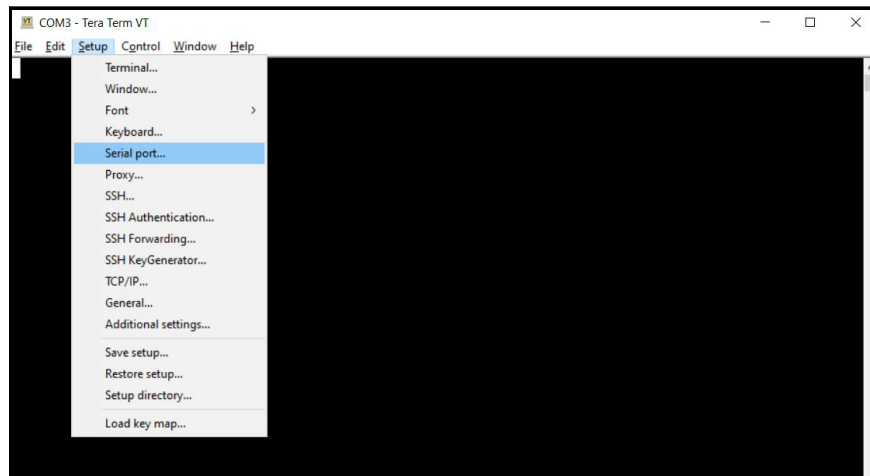 COM3 - Tera Term VT
File Edit Setup Control Window Help
Terminal...
Window...
Font
Keyboard...
Serial port...
Proxy...
SSH...
SSH Authentication...
SSH Forwarding...
SSH KeyGenerator...
TCP/IP...
General...
Additional settings...
Save setup...
Restore setup...
Setup directory...
Load key map...